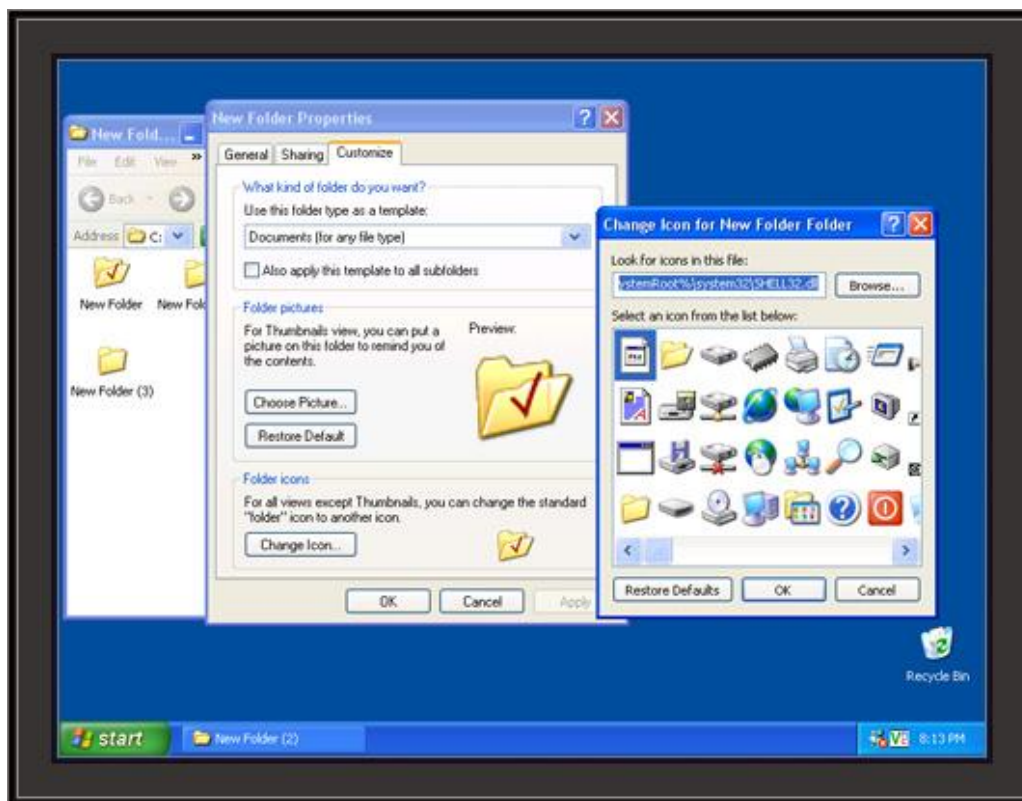 New Fold...
File Edit View »
Back
Address C:
New Folder
New Fol
New Folder (3)
New Folder Properties
General Sharing Customize
What kind of folder do you want?
Use this folder type as a template:
Documents (for any file type)
Also apply this template to all subfolders
Folder pictures
For Thumbnails view, you can put a
picture on this folder to remind you of
the contents.
Preview:
Choose Picture...
Restore Default
Folder icons
For all views except Thumbnails, you can change the standard
"folder" icon to another icon.
Change Icon...
OK Cancel Apply
Change Icon for New Folder Folder
Look for icons in this file:
ystemRoot%\system32\SHELL32.dll
Browse...
Select an icon from the list below:
Restore Defaults OK Cancel
Recycle Bin
start
New Folder (2)
8:13 PM